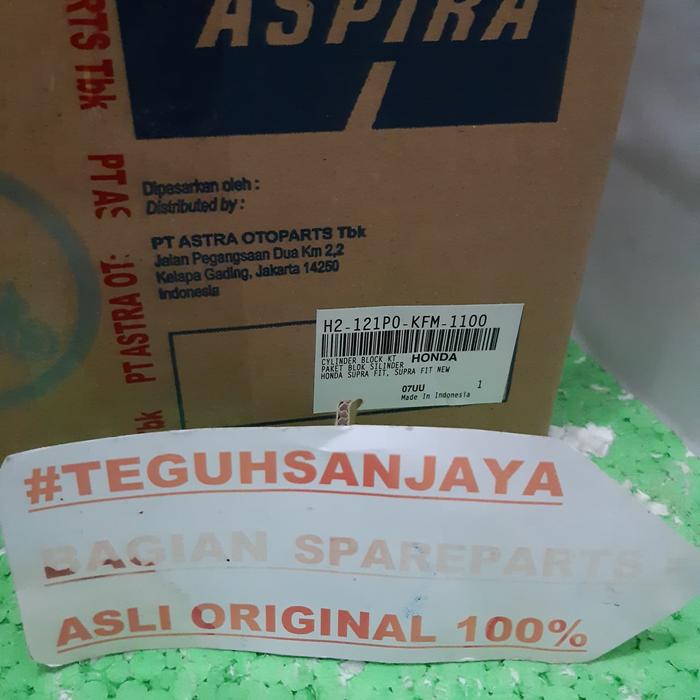 ASPIRA
RTS Tbk
PT AS
PT ASTRA OT
bk
Dipasarkan oleh :
Distributed by :
PT ASTRA OTOPARTS Tbk
Jalan Pegangsaan Dua Km 2,2
Kelapa Gading, Jakarta 14250
Indonesia
H2-121P0-KFM-1100
CYLINDER BLOCK KT HONDA
PAKET BLOK SILINDER
HONDA SUPRA FIT, SUPRA FIT NEW
07UU 1
Made In Indonesia
#TEGUHSANJAYA
BAGIAN SPAREPARTS
ASLI ORIGINAL 100%